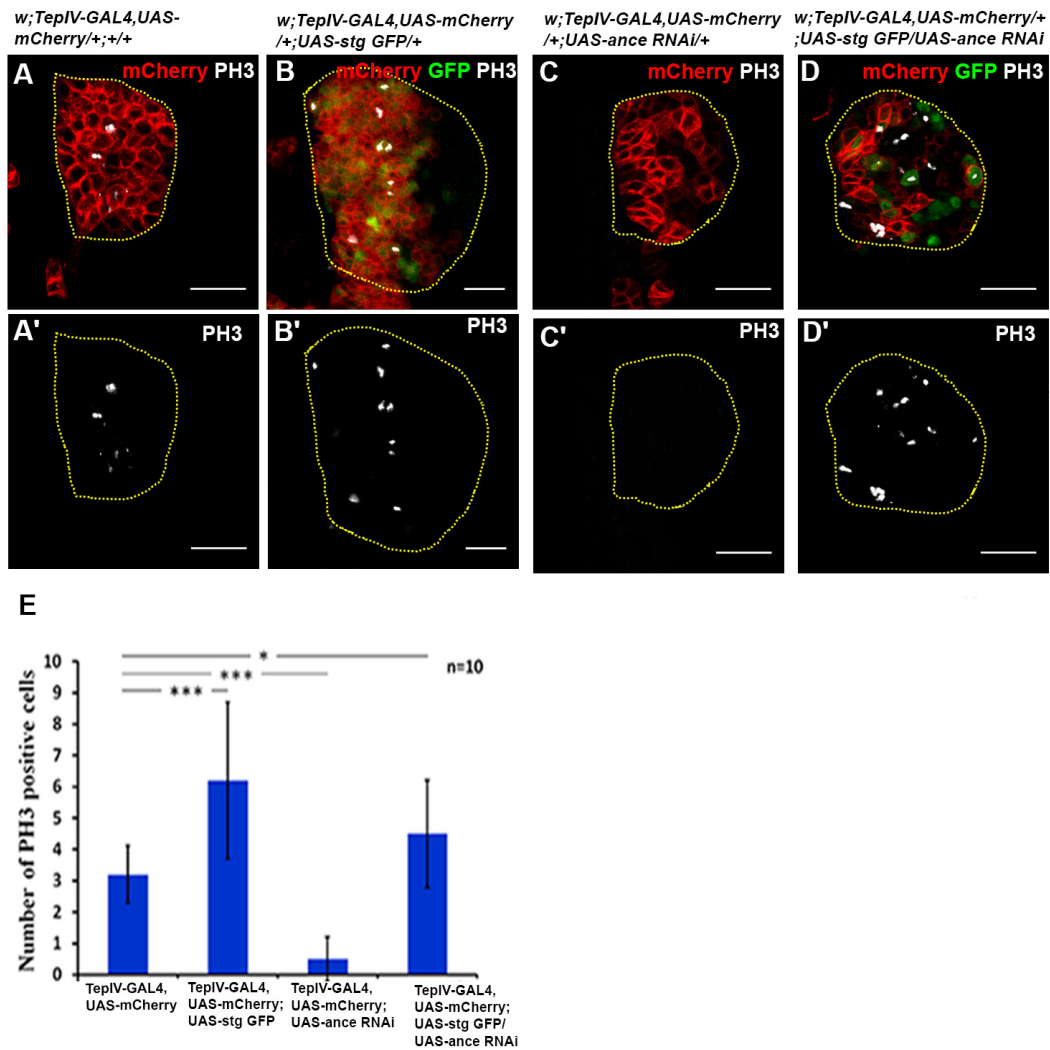 w;TepIV-GAL4,UAS-
mCherry/+;+/+
w;TepIV-GAL4,UAS-mCherry
/+;UAS-stg GFP/+
w;TepIV-GAL4,UAS-mCherry
/+;UAS-ance RNAi/+
w;TepIV-GAL4,UAS-mCherry/+
;UAS-stg GFP/UAS-ance RNAi
A
mCherry PH3
B
mCherry GFP PH3
C
mCherry PH3
D
mCherry GFP PH3
A'
PH3
B'
PH3
C'
PH3
D'
PH3
E
Number of PH3 positive cells
10
9
8
7
6
5
4
3
2
1
0
*
***
***
n=10
TepIV-GAL4,
UAS-mCherry
TepIV-GAL4,
UAS-mCherry;
UAS-stg GFP
TepIV-GAL4,
UAS-mCherry;
UAS-ance RNAi
TepIV-GAL4,
UAS-mCherry;
UAS-stg GFP/
UAS-ance RNAi